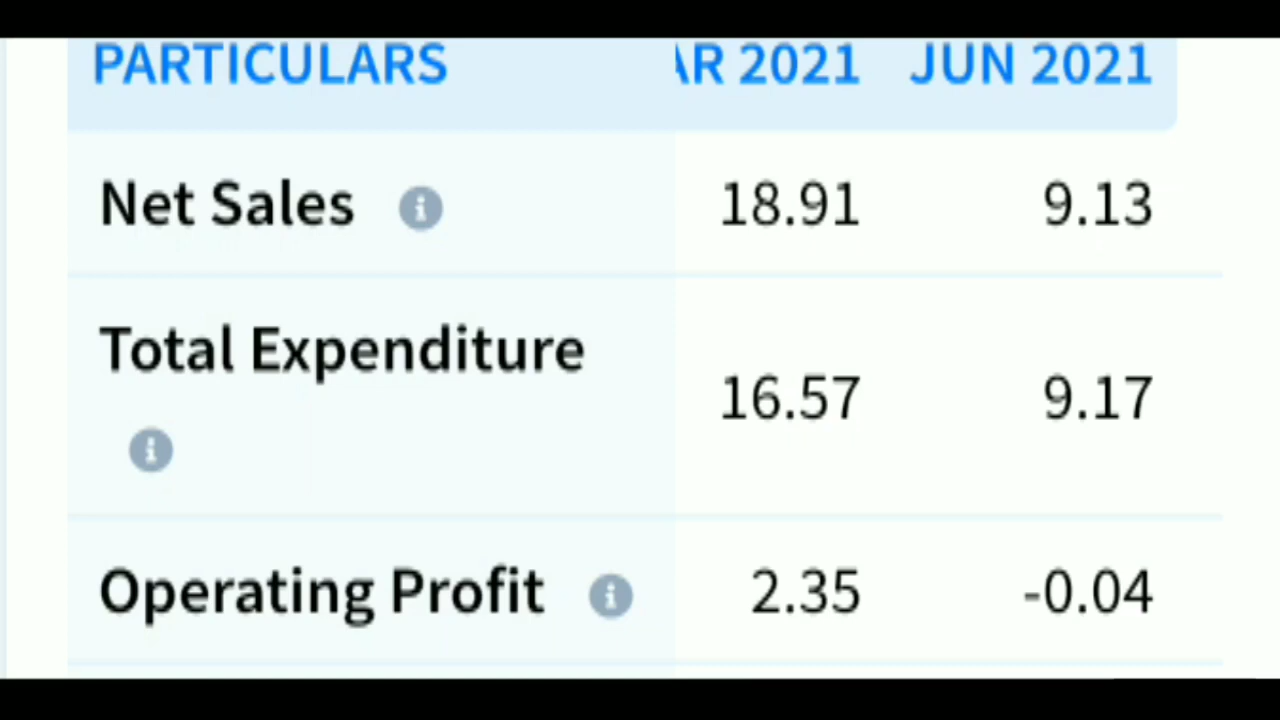 PARTICULARS AR 2021 JUN 2021
Net Sales 18.91 9.13
Total Expenditure 16.57 9.17
Operating Profit 2.35 -0.04